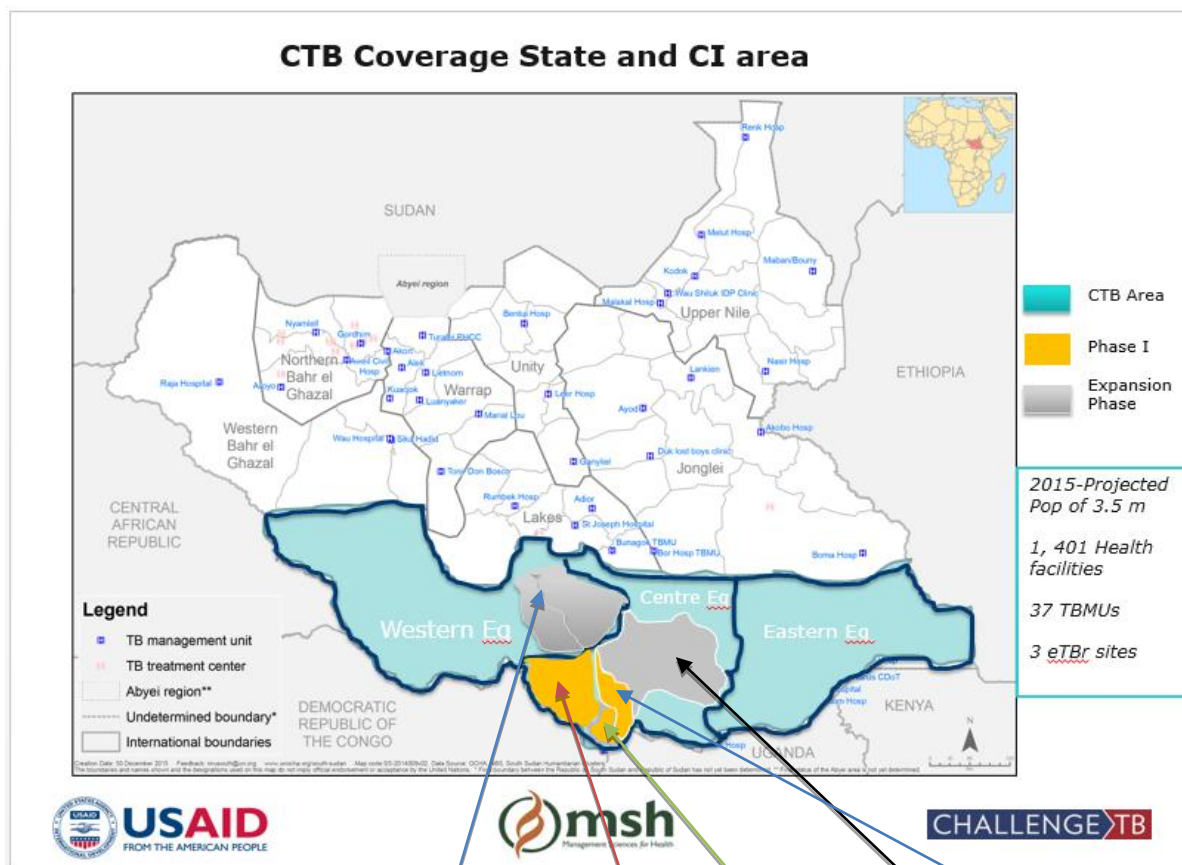 CTB Coverage State and CI area
Renk Hosp
SUDAN
Melut Hosp
Maban/Bouny
Kodok
Abyei region
Wau Shiluk IDP Clinic
Malakal Hosp
Upper Nile
Bentui Hosp
Nyamlell
Gordhim
Turalei PHCC
Akon
Aweil Civil
Hosp
Northern
Bahr el
Ghazal
Alek
Lietnom
Unity
Nasir Hosp
Lankien
ETHIOPIA
Raja Hospital
Warrap
Kuajok
Luanyaker
Leer Hosp
Marial Lou
Ayod
Akobo Hosp
Western
Bahr el
Ghazal
Wau Hospital
Sika Hadid
Duk lost boys clinic
Ganyliel
Jonglei
Tonj Don Bosco
CENTRAL
AFRICAN
REPUBLIC
Rumbek Hosp
Adior
Lakes
St Joseph Hospital
Bunagok TBMU
Bor Hosp TBMU
Boma Hosp
CTB Area
Phase I
Expansion
Phase
2015-Projected
Pop of 3.5 m
1, 401 Health
facilities
37 TBMUs
3 eTBr sites
Western Eq
Centre Eq
Eastern Eq
Legend
TB management unit
TB treatment center
Abyei region**
Undetermined boundary*
International boundaries
DEMOCRATIC
REPUBLIC OF
THE CONGO
CDoT
KENYA
UGANDA
Hosp
N
USAID
FROM THE AMERICAN PEOPLE
msh
Management Sciences for Health
CHALLENGE TB